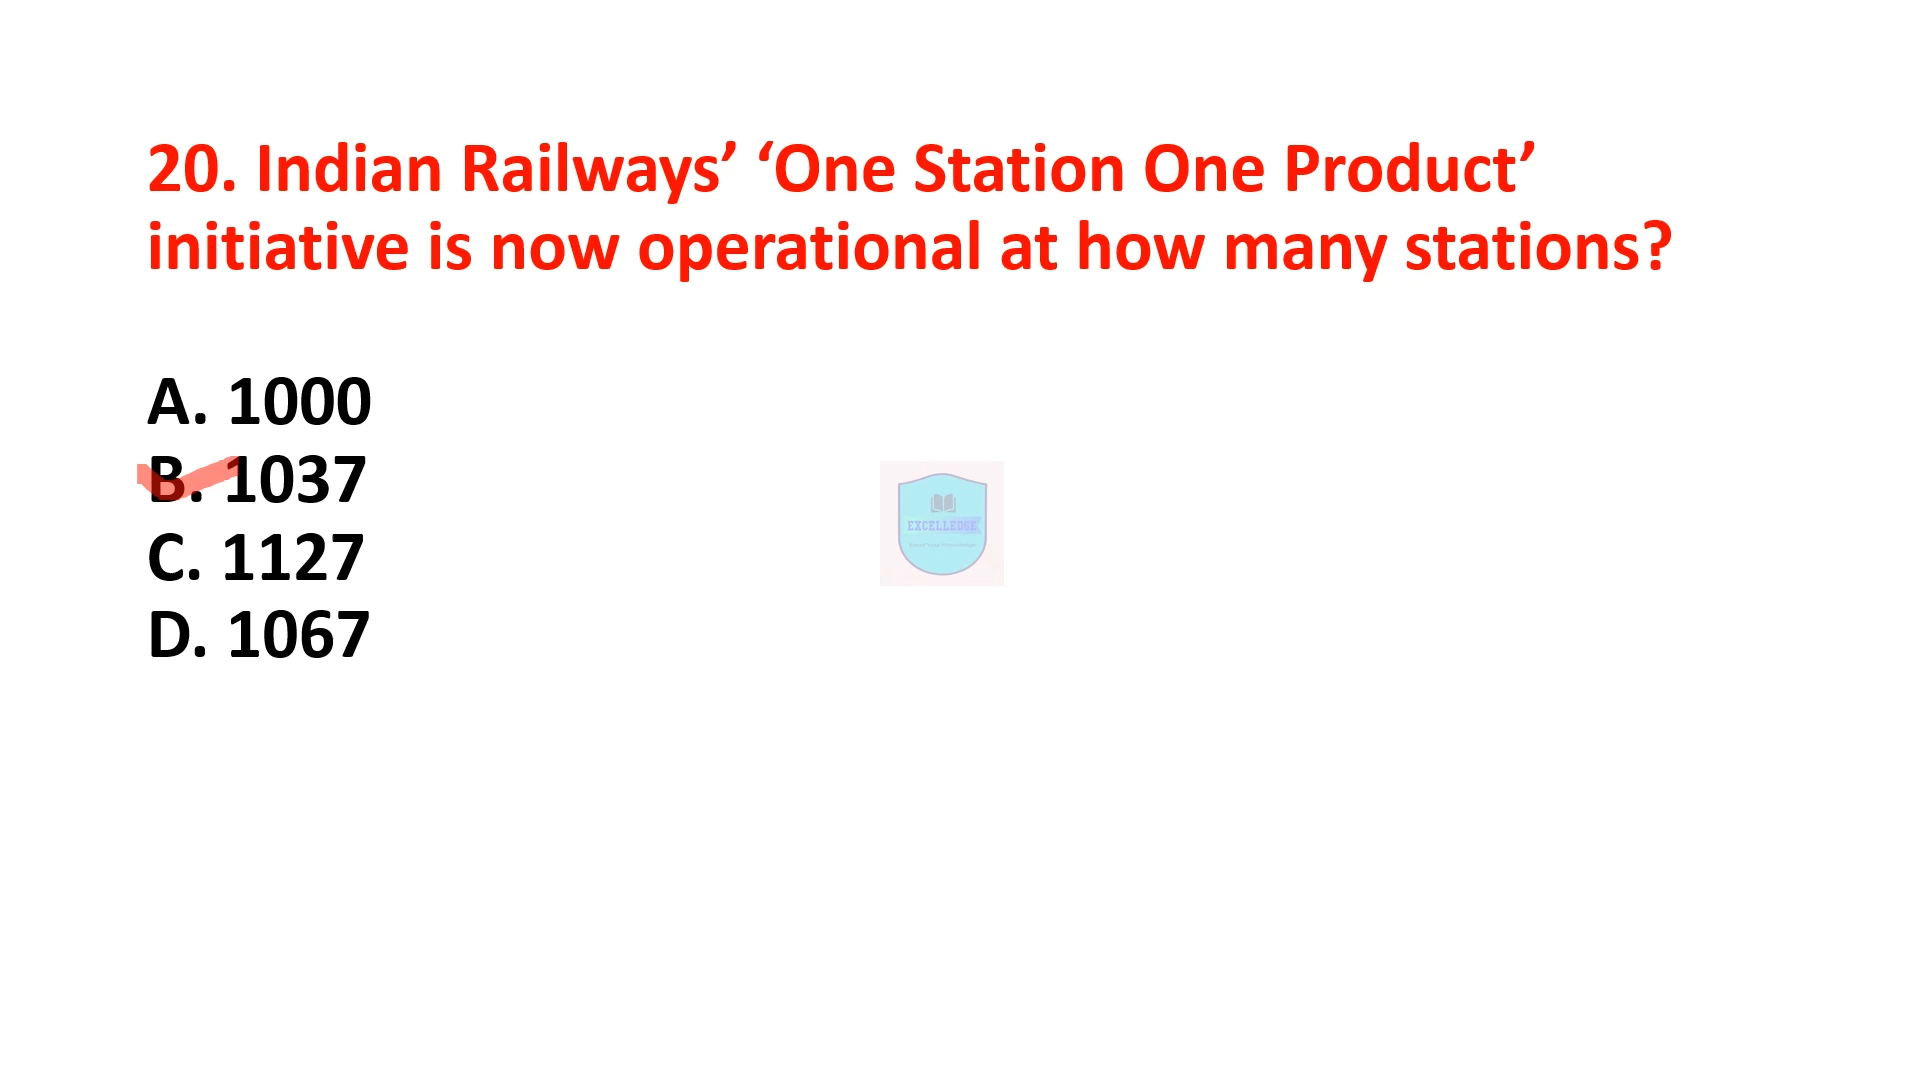 20. Indian Railways’ ‘One Station One Product’
initiative is now operational at how many stations?
A. 1000
B. 1037
C. 1127
D. 1067
EXCELLEDGE